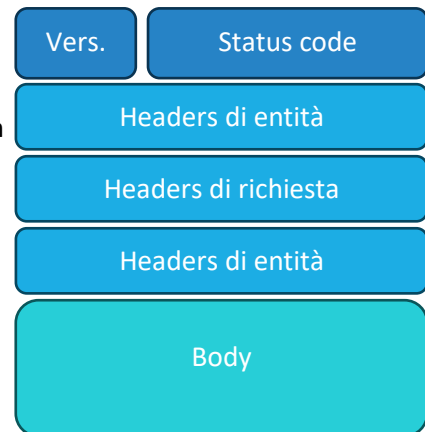 Vers. Status code
Headers di entità
Headers di richiesta
Headers di entità
Body